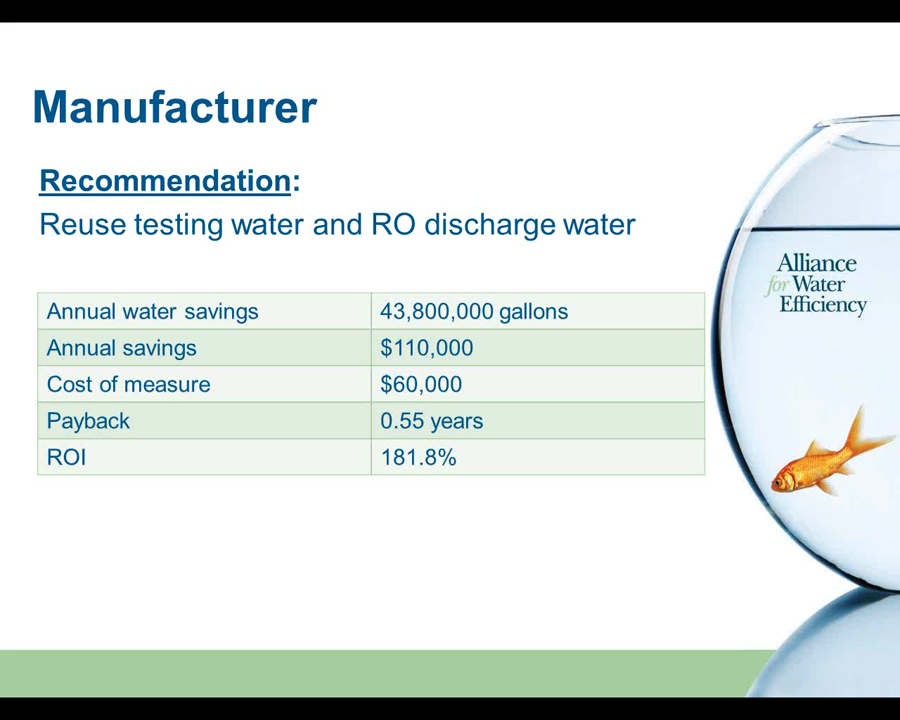 Manufacturer
Recommendation:
Reuse testing water and RO discharge water
Annual water savings 43,800,000 gallons
Annual savings $110,000
Cost of measure $60,000
Payback 0.55 years
ROI 181.8%
Alliance
for Water
Efficiency